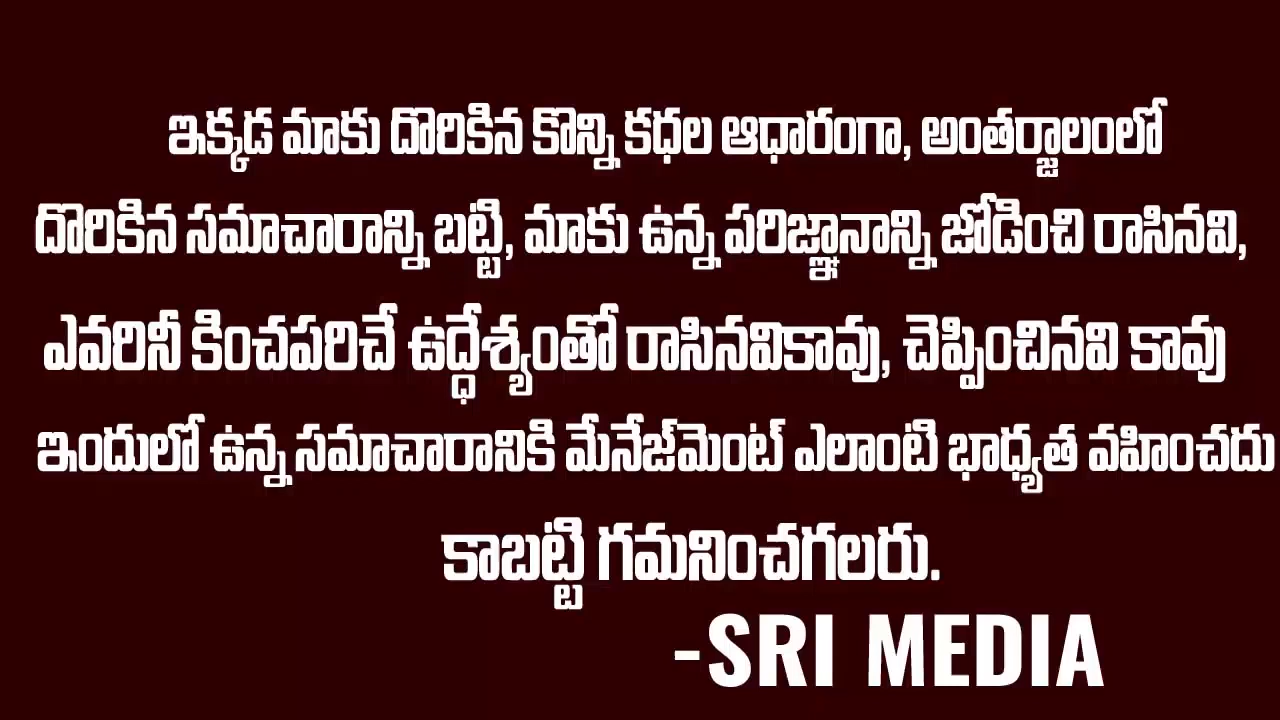 ఇక్కడ మాకు దొరికిన కొన్ని కధల ఆధారంగా, అంతర్జాలంలో
దొరికిన సమాచారాన్ని బట్టి, మాకు ఉన్న పరిజ్ఞానాన్ని జోడించి రాసినవి,
ఎవరినీ కించపరిచే ఉద్ధేశ్యంతో రాసినవికావు, చెప్పించినవి కావు
ఇందులో ఉన్న సమాచారానికి మేనేజ్‌మెంట్ ఎలాంటి భాధ్యత వహించదు
కాబట్టి గమనించగలరు.
-SRI MEDIA